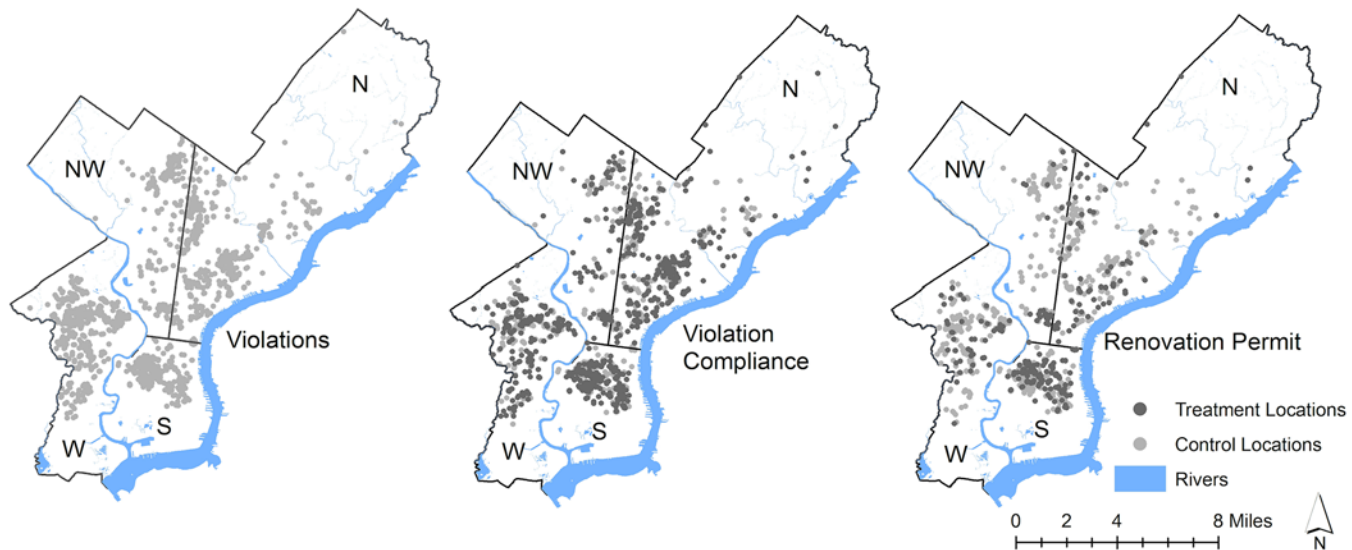 N
NW
Violations
S
W
N
NW
Violation
Compliance
S
W
N
NW
Renovation Permit
S
W
Treatment Locations
Control Locations
Rivers
0 2 4 8 Miles
N